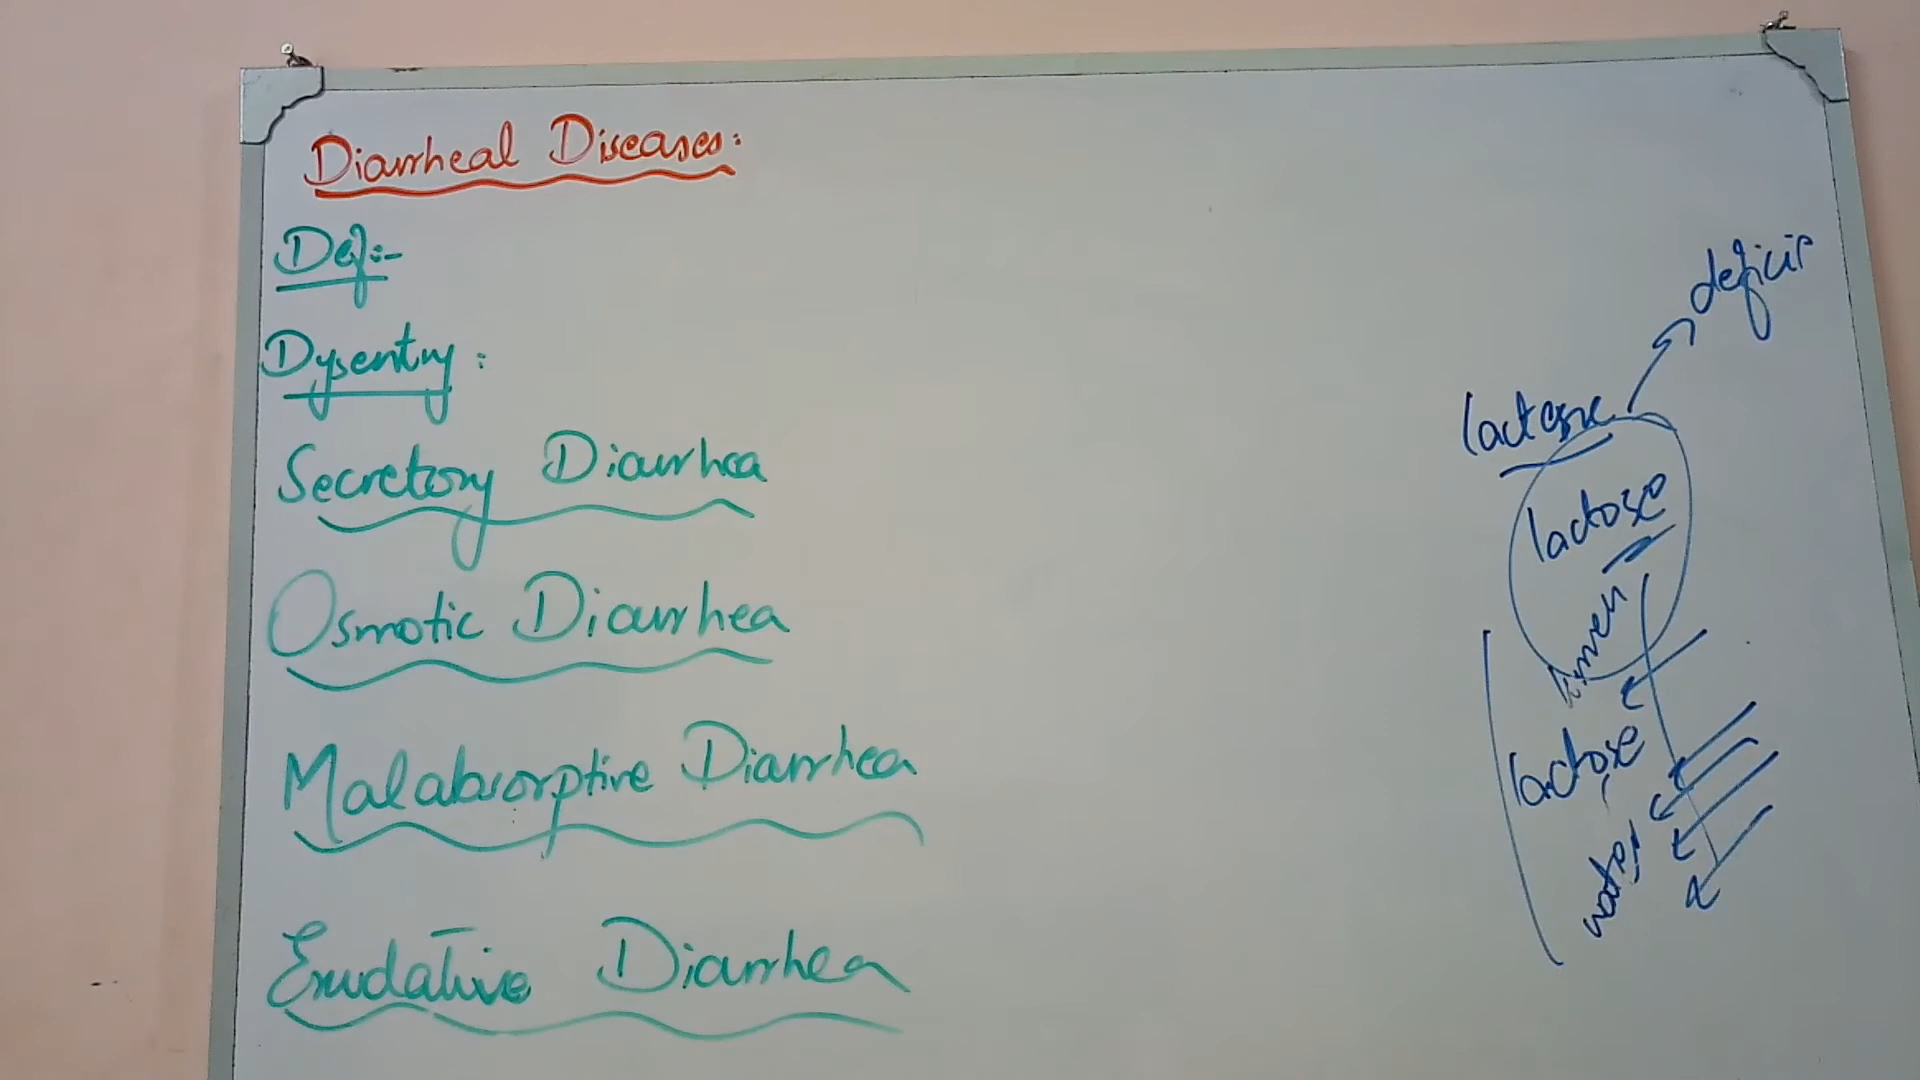 Diarrheal Diseases:
Def:-
Dysentry:
Secretory Diarrhea
Osmotic Diarrhea
Malabsorptive Diarrhea
Exudative Diarrhea
deficit
lactase
lactose
lumen
lactose
water